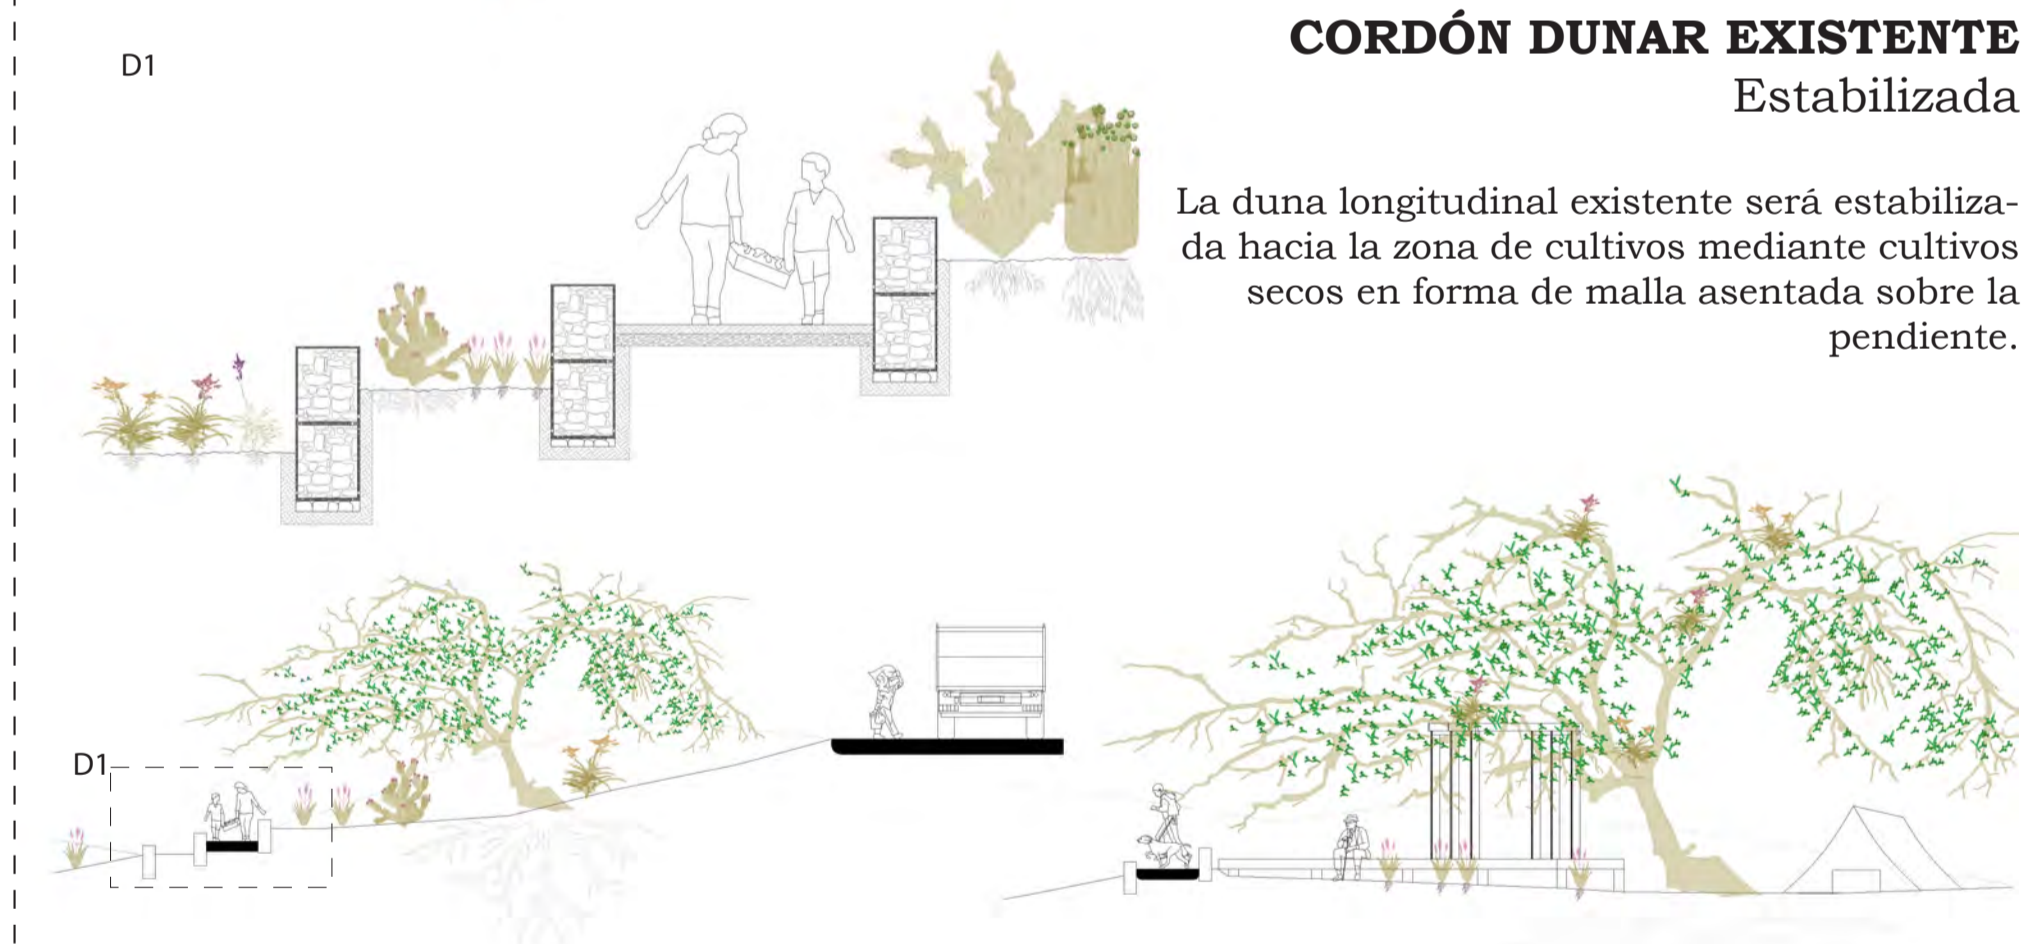 D1
CORDÓN DUNAR EXISTENTE
Estabilizada
La duna longitudinal existente será estabiliza-
da hacia la zona de cultivos mediante cultivos
secos en forma de malla asentada sobre la
pendiente.
D1